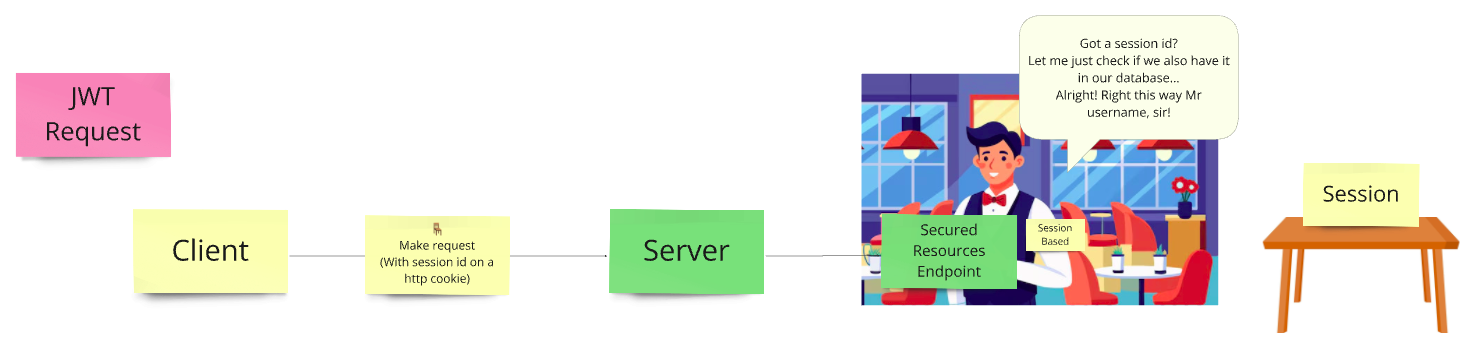 JWT
Request
Client
Make request
(With session id on a
http cookie)
Server
Secured
Resources
Endpoint
Session
Based
Got a session id?
Let me just check if we also have it
in our database...
Alright! Right this way Mr
username, sir!
Session